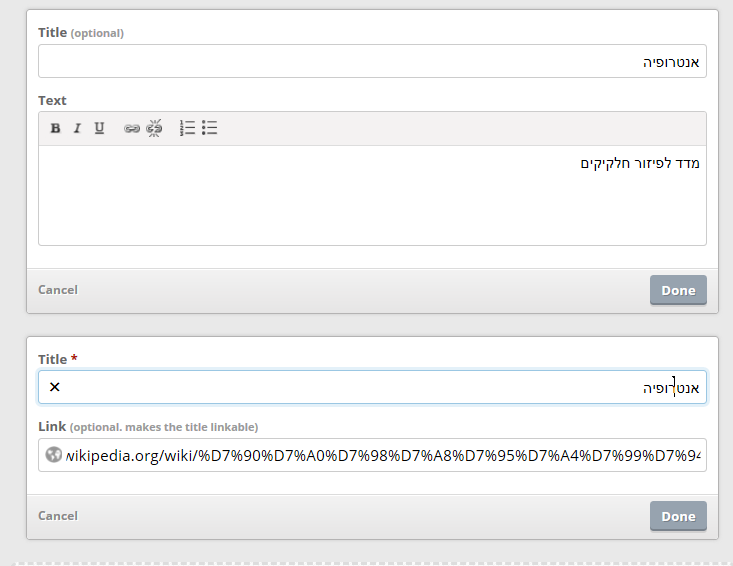 Title (optional)
אנטרופיה
Text
B I U
מדד לפיזור חלקיקים
Cancel
Done
Title *
אנטרופיה
Link (optional. makes the title linkable)
wikipedia.org/wiki/%D7%90%D7%A0%D7%98%D7%A8%D7%95%D7%A4%D7%99%D7%94
Cancel
Done